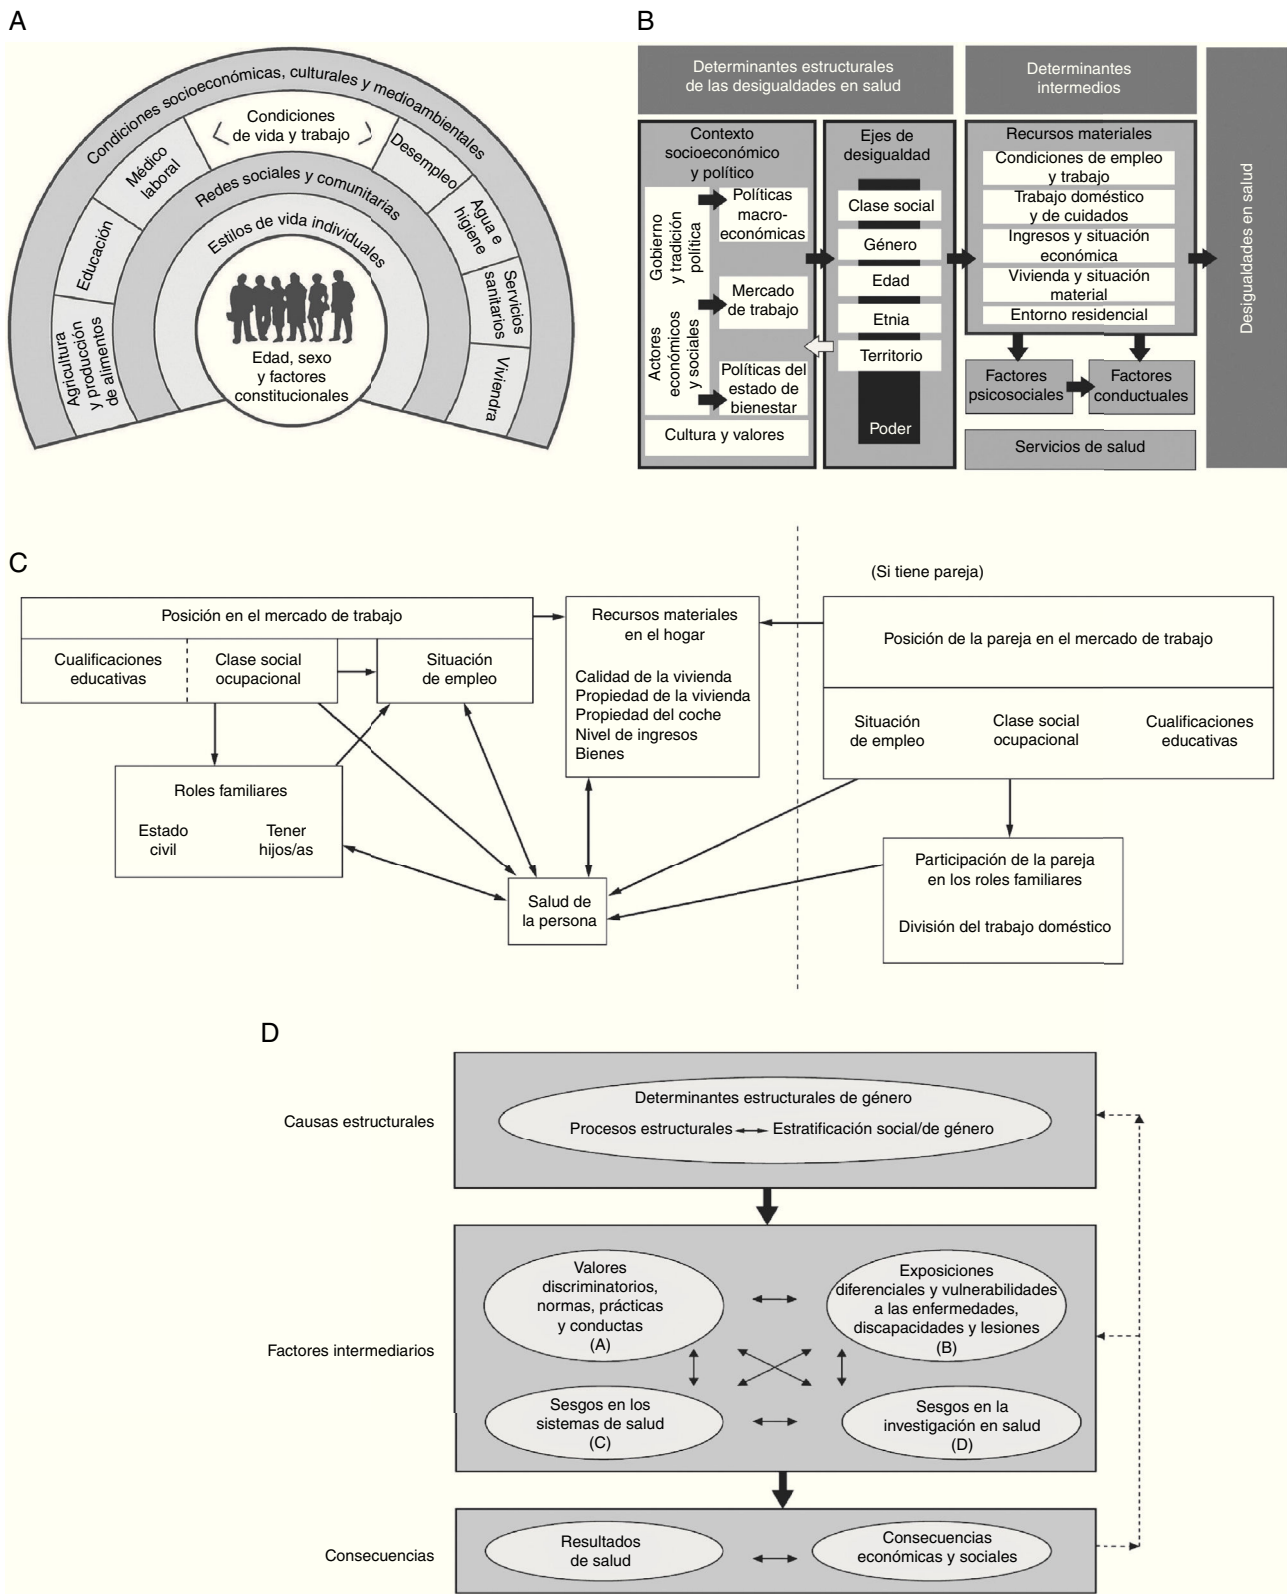 A
Condiciones socioeconómicas, culturales y medioambientales
Condiciones
de vida y trabajo
Médico
laboral
Desempleo
Redes sociales y comunitarias
Agua e
higiene
Educación
Estilos de vida individuales
Servicios
sanitarios
Agricultura
y producción
de alimentos
Viviendra
Edad, sexo
y factores
constitucionales
B
Determinantes estructurales
de las desigualdades en salud
Determinantes
intermedios
Contexto
socioeconómico
y político
Gobierno
y tradición
política
Actores
económicos
y sociales
Políticas
macro-
económicas
Mercado
de trabajo
Políticas del
estado de
bienestar
Cultura y valores
Ejes de
desigualdad
Clase social
Género
Edad
Etnia
Territorio
Poder
Recursos materiales
Condiciones de empleo
y trabajo
Trabajo doméstico
y de cuidados
Ingresos y situación
económica
Vivienda y situación
material
Entorno residencial
Factores
psicosociales
Factores
conductuales
Servicios de salud
Desigualdades en salud
C
(Si tiene pareja)
Posición en el mercado de trabajo
Cualificaciones
educativas
Clase social
ocupacional
Situación
de empleo
Recursos materiales
en el hogar
Calidad de la vivienda
Propiedad de la vivienda
Propiedad del coche
Nivel de ingresos
Bienes
Posición de la pareja en el mercado de trabajo
Situación
de empleo
Clase social
ocupacional
Cualificaciones
educativas
Roles familiares
Estado
civil
Tener
hijos/as
Salud de
la persona
Participación de la pareja
en los roles familiares
División del trabajo doméstico
D
Causas estructurales
Determinantes estructurales de género
Procesos estructurales
Estratificación social/de género
Factores intermediarios
Valores
discriminatorios,
normas, prácticas
y conductas
(A)
Exposiciones
diferenciales y vulnerabilidades
a las enfermedades,
discapacidades y lesiones
(B)
Sesgos en los
sistemas de salud
(C)
Sesgos en la
investigación en salud
(D)
Consecuencias
Resultados
de salud
Consecuencias
económicas y sociales